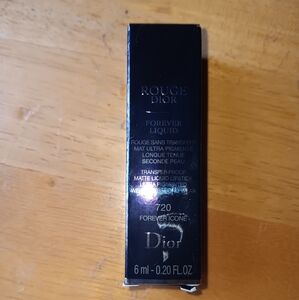 ROUGE
DIOR
FOREVER
LIQUID
ROUGE SANS TRANSFERT
MAT ULTRA-PIGMENTÉ
LONGUE TENUE
SECONDE PEAU
TRANSFER-PROOF
MATTE LIQUID LIPSTICK
720
FOREVER ICONE
Dior
6 ml - 0.20 FL.OZ